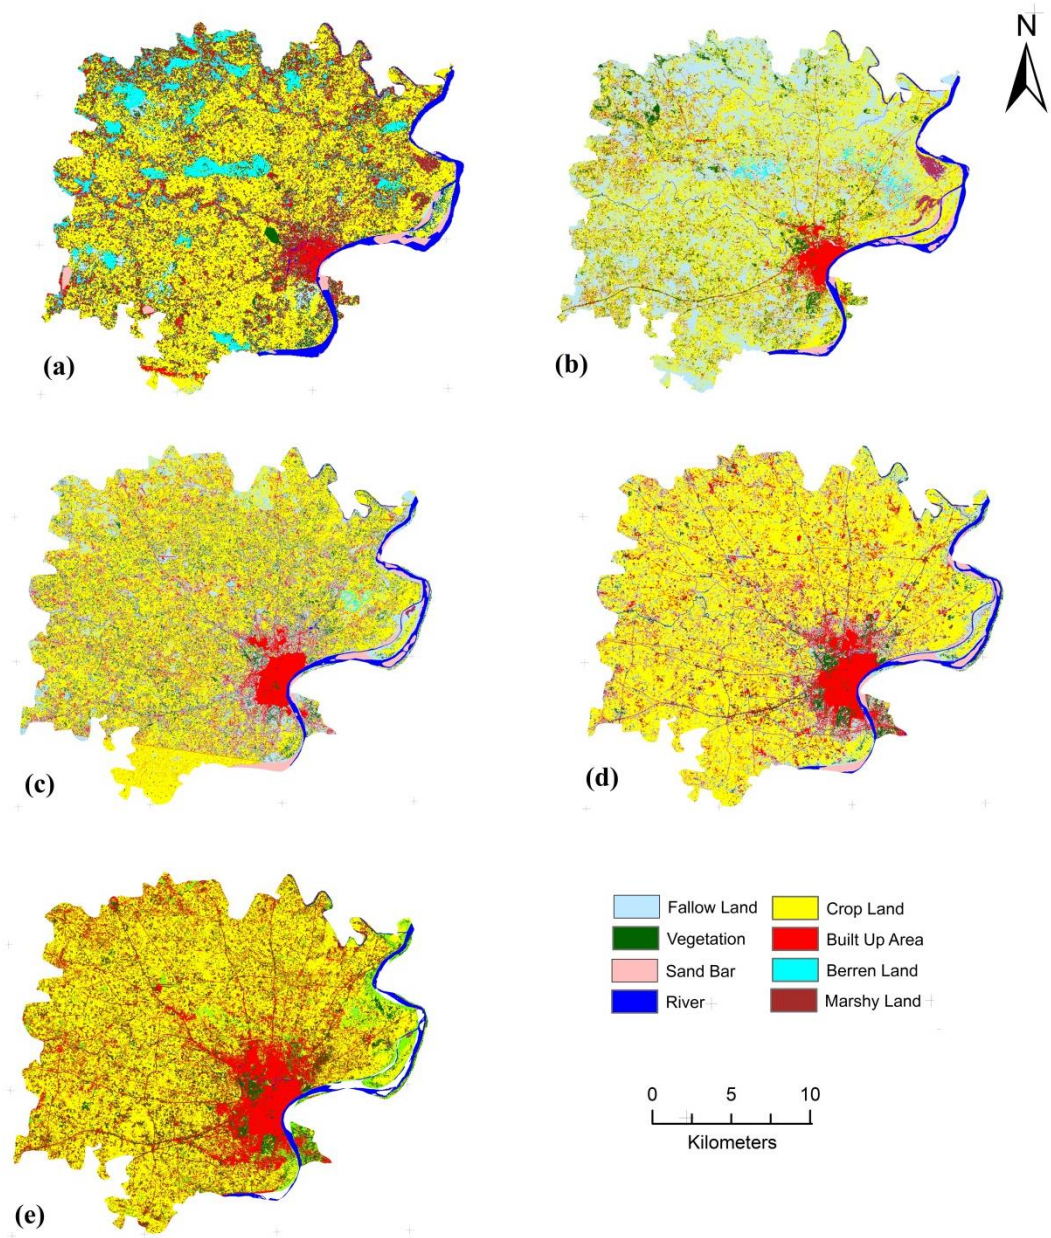 N
(a)
(b)
(c)
(d)
(e)
Fallow Land
Crop Land
Vegetation
Built Up Area
Sand Bar
Berren Land
River
Marshy Land
0 5 10
Kilometers